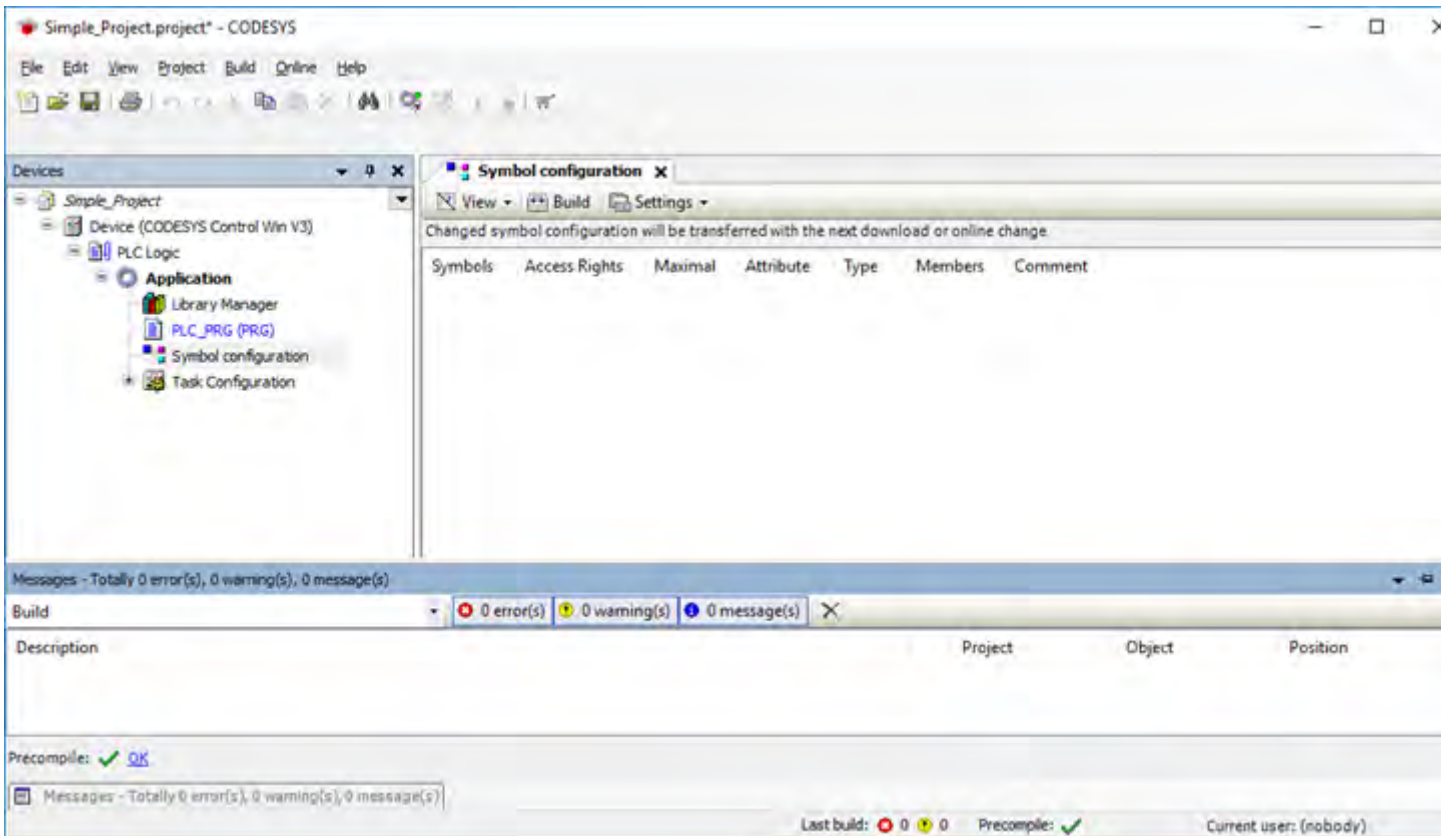 Simple_Project.project* - CODESYS
File Edit View Project Build Online Help
Devices
Simple_Project
Device (CODESYS Control Win V3)
PLC Logic
Application
Library Manager
PLC_PRG (PRG)
Symbol configuration
Task Configuration
Symbol configuration
View Build Settings
Changed symbol configuration will be transferred with the next download or online change
Symbols Access Rights Maximal Attribute Type Members Comment
Messages - Totally 0 error(s), 0 warning(s), 0 message(s)
Build 0 error(s) 0 warning(s) 0 message(s)
Description Project Object Position
Precompile: OK
Messages - Totally 0 error(s), 0 warning(s), 0 message(s)
Last build: 0 0 Precompile: Current user: (nobody)